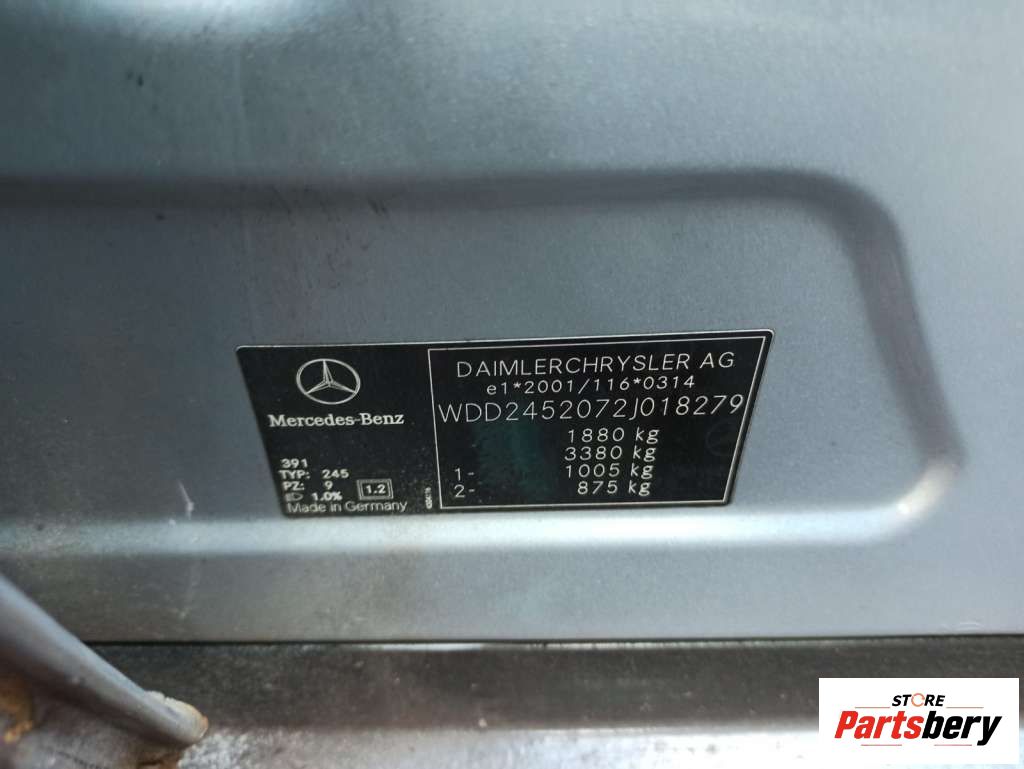 Mercedes-Benz
391
TYP: 245
PZ: 9
1.0%
1.2
Made in Germany
DAIMLERCHRYSLER AG
e1*2001/116*0314
WDD2452072J018279
1880 kg
3380 kg
1- 1005 kg
2- 875 kg
STORE
Partsbery